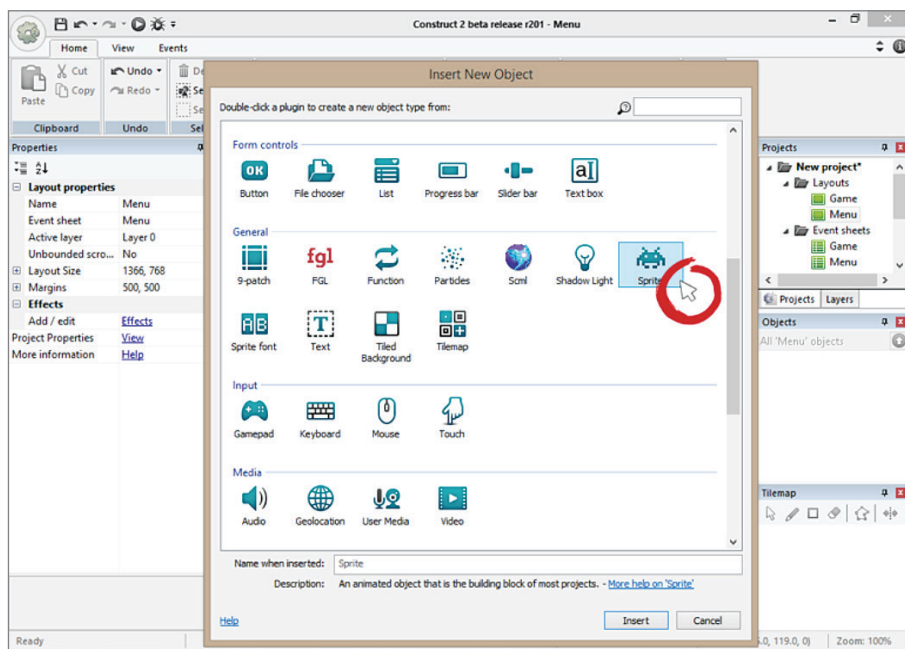 Construct 2 beta release r201 - Menu
Home View Events
Paste
Cut
Copy
Undo
Redo
Clipboard Undo
Insert New Object
Double-click a plugin to create a new object type from:
Form controls
OK
aI
Button File chooser List Progress bar Slider bar Text box
General
fgl
9-patch FGL Function Particles Scml Shadow Light Sprite
AB
T
Sprite font Text Tiled Background Tilemap
Input
Gamepad Keyboard Mouse Touch
Media
Audio Geolocation User Media Video
Name when inserted: Sprite
Description: An animated object that is the building block of most projects. - More help on 'Sprite'
Help Insert Cancel
Properties
Layout properties
Name Menu
Event sheet Menu
Active layer Layer 0
Unbounded scro... No
Layout Size 1366, 768
Margins 500, 500
Effects
Add / edit Effects
Project Properties View
More information Help
Projects
New project*
Layouts
Game
Menu
Event sheets
Game
Menu
Projects Layers
Objects
All 'Menu' objects
Tilemap
Ready
Zoom: 100%